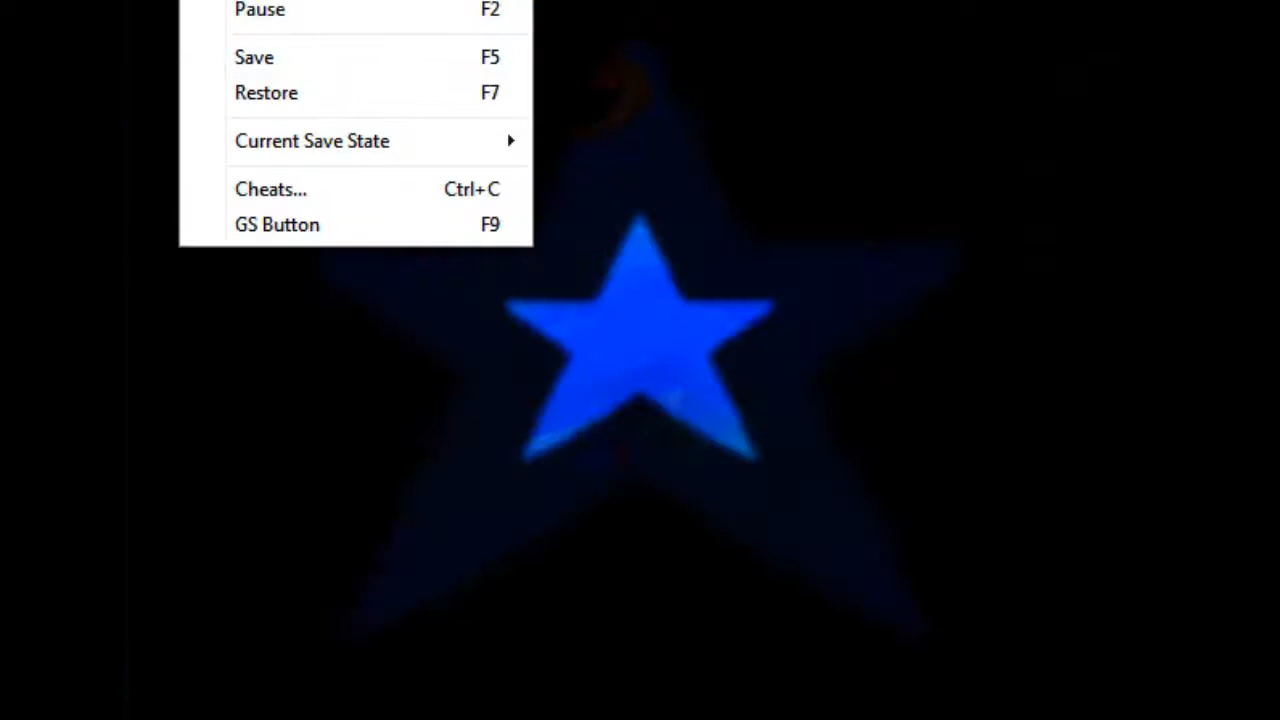 Pause F2
Save F5
Restore F7
Current Save State
Cheats... Ctrl+C
GS Button F9